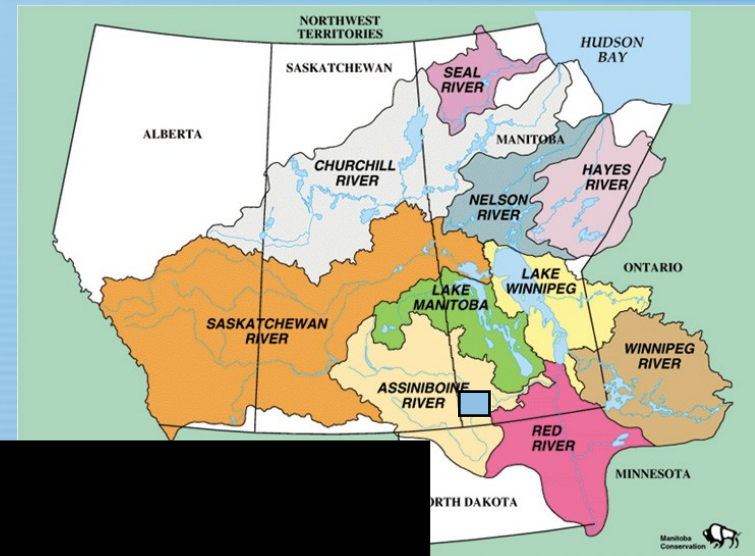 NORTHWEST
TERRITORIES
HUDSON
BAY
SASKATCHEWAN
SEAL
RIVER
ALBERTA
MANITOBA
CHURCHILL
RIVER
HAYES
RIVER
NELSON
RIVER
ONTARIO
LAKE
WINNIPEG
LAKE
MANITOBA
SASKATCHEWAN
RIVER
WINNIPEG
RIVER
ASSINIBOINE
RIVER
RED
RIVER
MINNESOTA
ORTH DAKOTA
Manitoba
Conservation